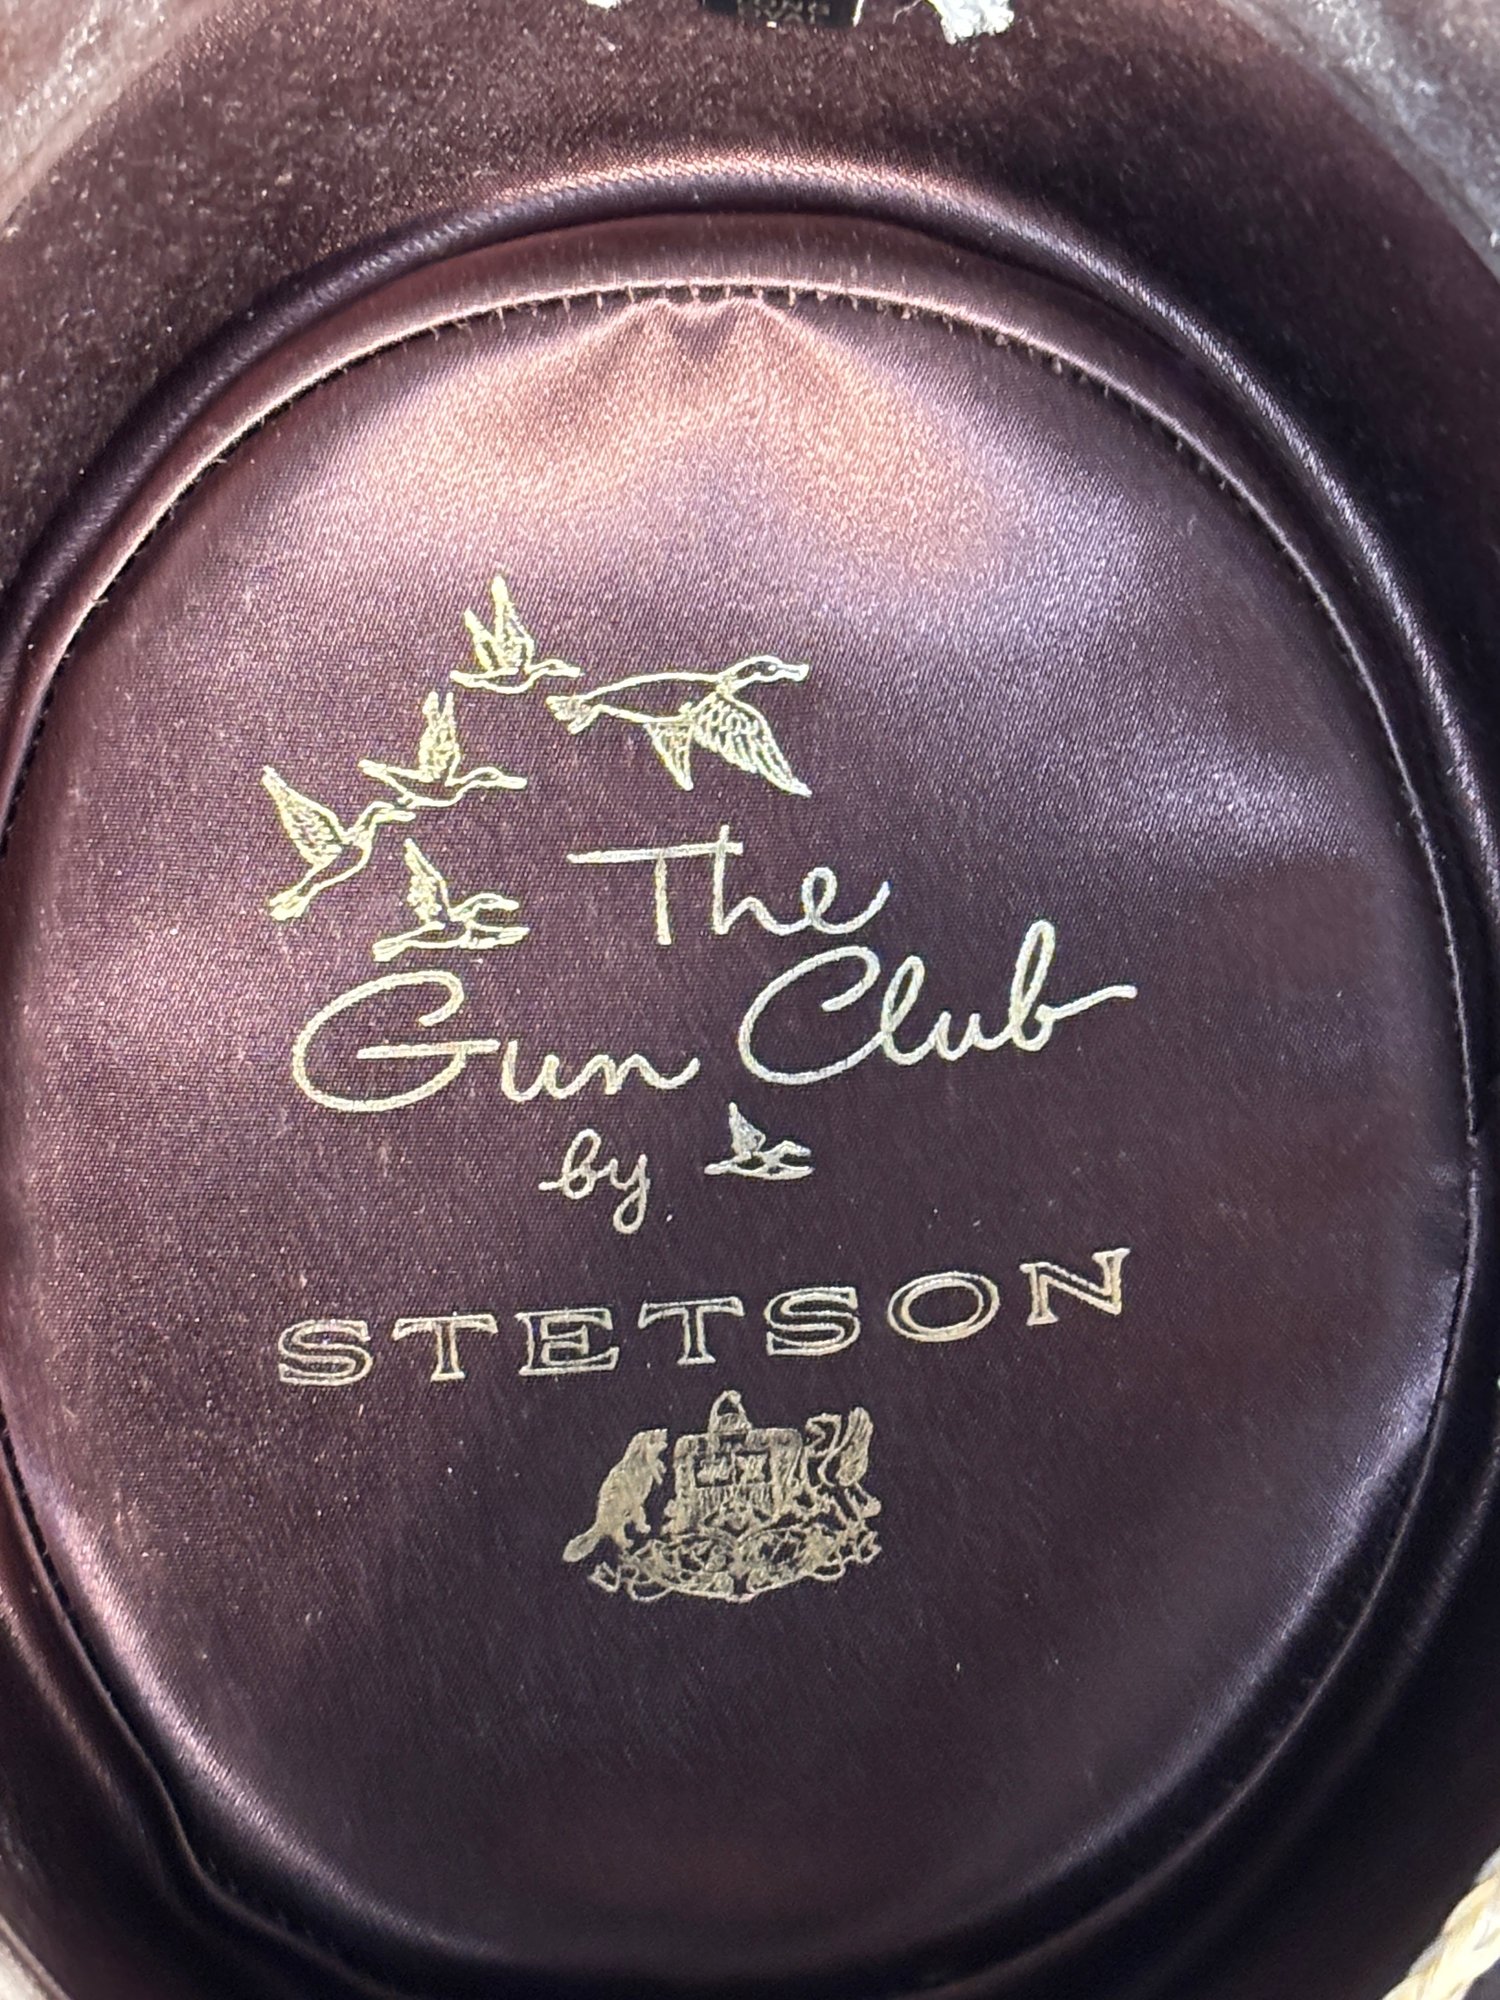 The
Gun Club
by
STETSON